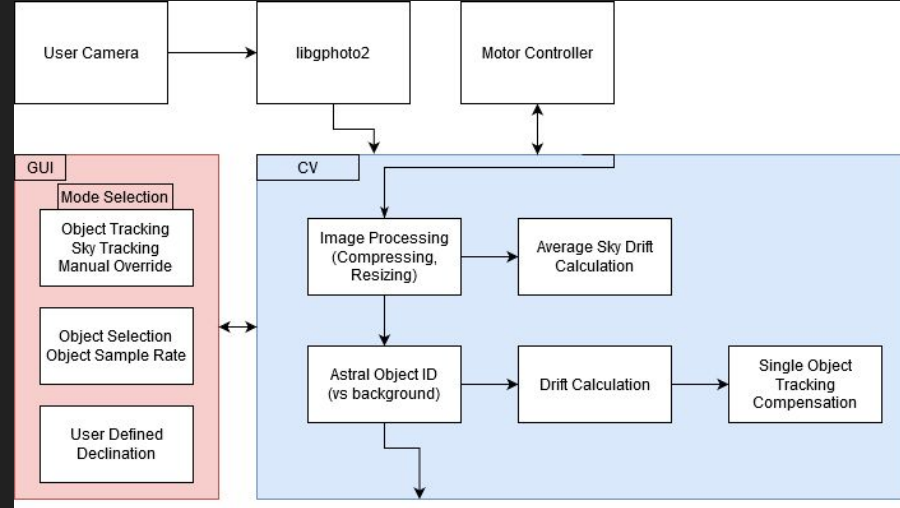 User Camera
libgphoto2
Motor Controller
GUI
CV
Mode Selection
Object Tracking
Sky Tracking
Manual Override
Object Selection
Object Sample Rate
User Defined
Declination
Image Processing
(Compressing,
Resizing)
Average Sky Drift
Calculation
Astral Object ID
(vs background)
Drift Calculation
Single Object
Tracking
Compensation